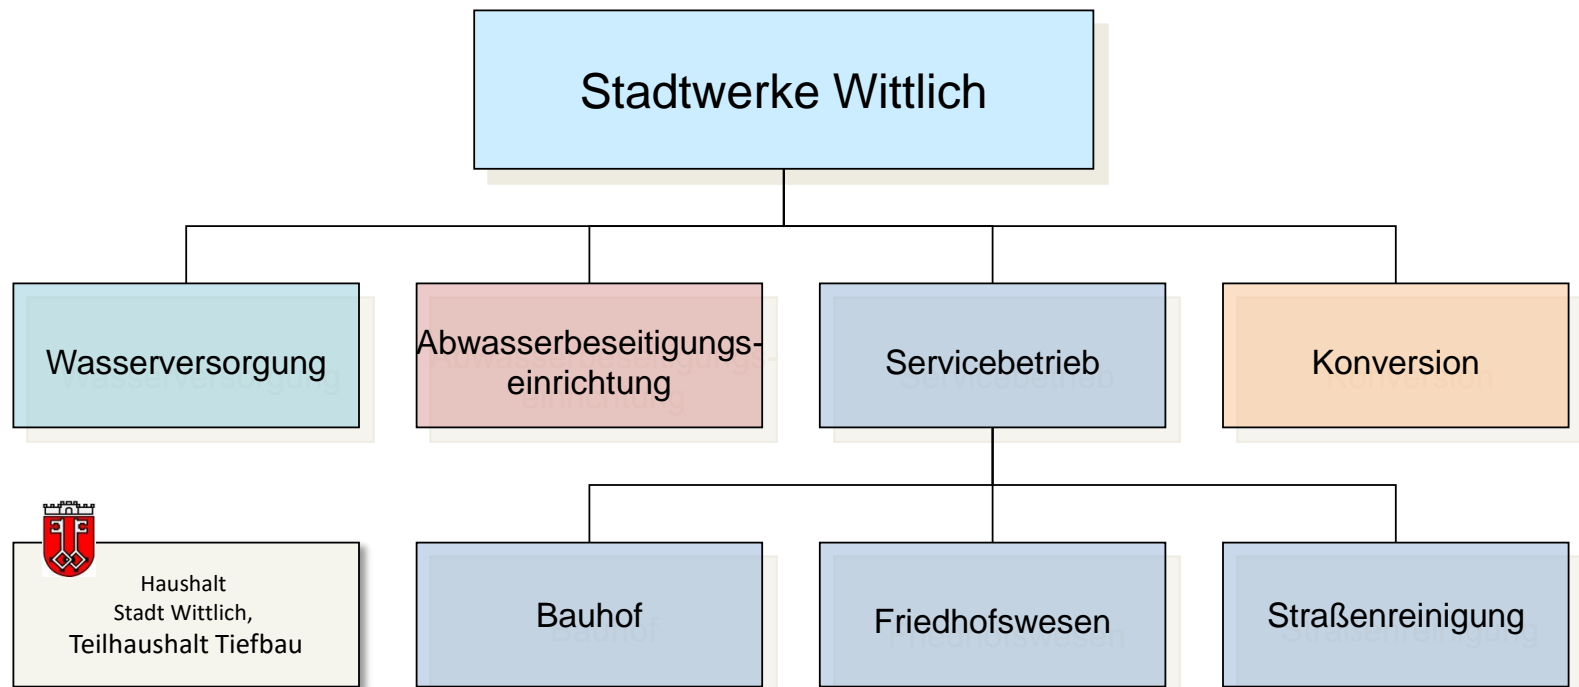 Stadtwerke Wittlich
Wasserversorgung
Abwasserbeseitigungs-
einrichtung
Servicebetrieb
Konversion
Haushalt
Stadt Wittlich,
Teilhaushalt Tiefbau
Bauhof
Friedhofswesen
Straßenreinigung